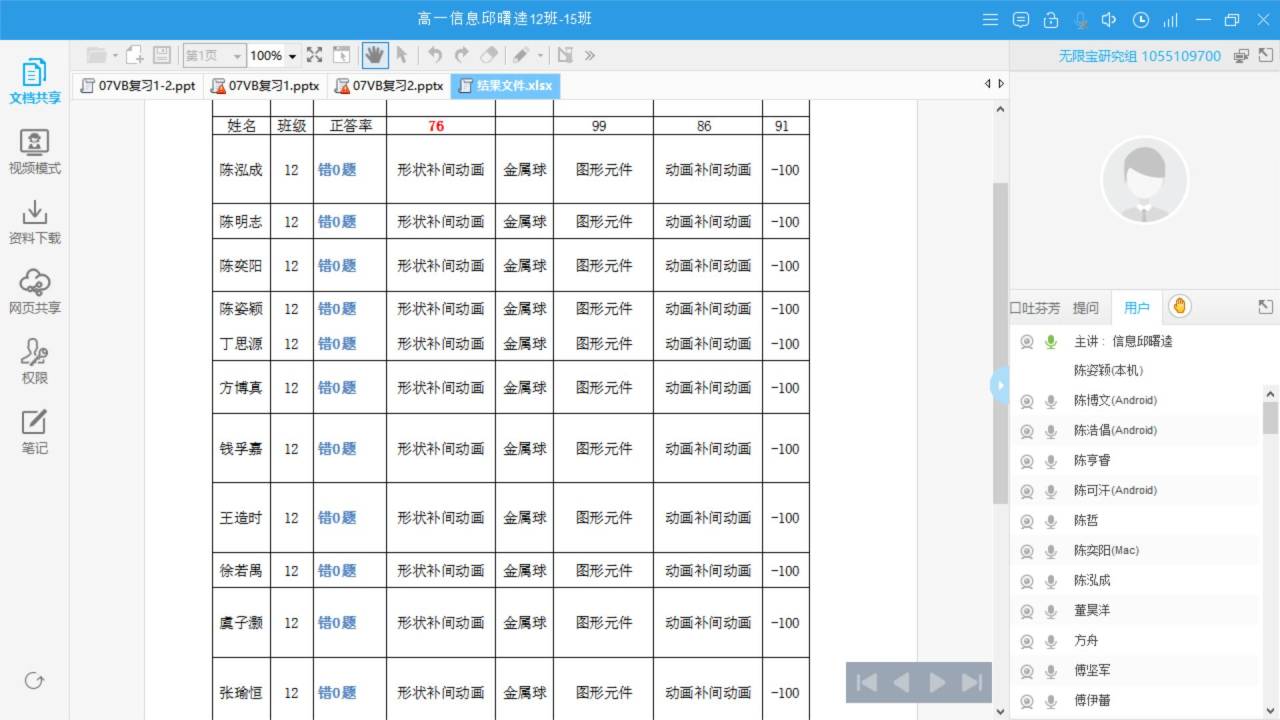 高一信息邱曙逵12班-15班
第1页 100%
无限宝研究组 1055109700
文档共享
视频模式
资料下载
网页共享
权限
笔记
07VB复习1-2.ppt 07VB复习1.pptx 07VB复习2.pptx 结果文件.xlsx
姓名 班级 正答率 76 99 86 91
陈泓成 12 错0题 形状补间动画 金属球 图形元件 动画补间动画 -100
陈明志 12 错0题 形状补间动画 金属球 图形元件 动画补间动画 -100
陈奕阳 12 错0题 形状补间动画 金属球 图形元件 动画补间动画 -100
陈姿颖 12 错0题 形状补间动画 金属球 图形元件 动画补间动画 -100
丁思源 12 错0题 形状补间动画 金属球 图形元件 动画补间动画 -100
方博真 12 错0题 形状补间动画 金属球 图形元件 动画补间动画 -100
钱孚嘉 12 错0题 形状补间动画 金属球 图形元件 动画补间动画 -100
王造时 12 错0题 形状补间动画 金属球 图形元件 动画补间动画 -100
徐若禺 12 错0题 形状补间动画 金属球 图形元件 动画补间动画 -100
虞子灏 12 错0题 形状补间动画 金属球 图形元件 动画补间动画 -100
张瑜恒 12 错0题 形状补间动画 金属球 图形元件 动画补间动画 -100
口吐芬芳 提问 用户
主讲：信息邱曙逵
陈姿颖(本机)
陈博文(Android)
陈浩倡(Android)
陈亨睿
陈可汗(Android)
陈哲
陈奕阳(Mac)
陈泓成
董昊洋
方舟
傅坚军
傅伊蕾